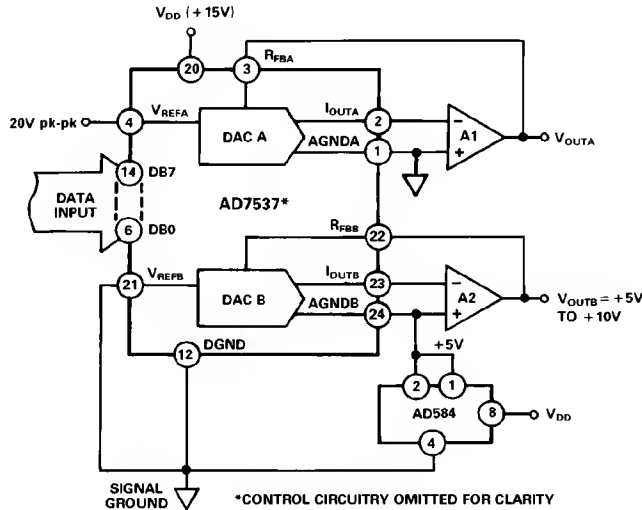 VDD (+15V)
RFBA
20
3
20V pk-pk
4
VREFA
DAC A
IOUTA
2
AGNDA
1
A1
−
+
VOUTA
14
DB7
DATA
INPUT
AD7537*
6
DB0
RFBB
22
21
VREFB
DAC B
IOUTB
23
AGNDB
24
A2
−
+
VOUTB = +5V
TO +10V
12
DGND
+5V
2
1
AD584
8
VDD
4
SIGNAL
GROUND
*CONTROL CIRCUITRY OMITTED FOR CLARITY